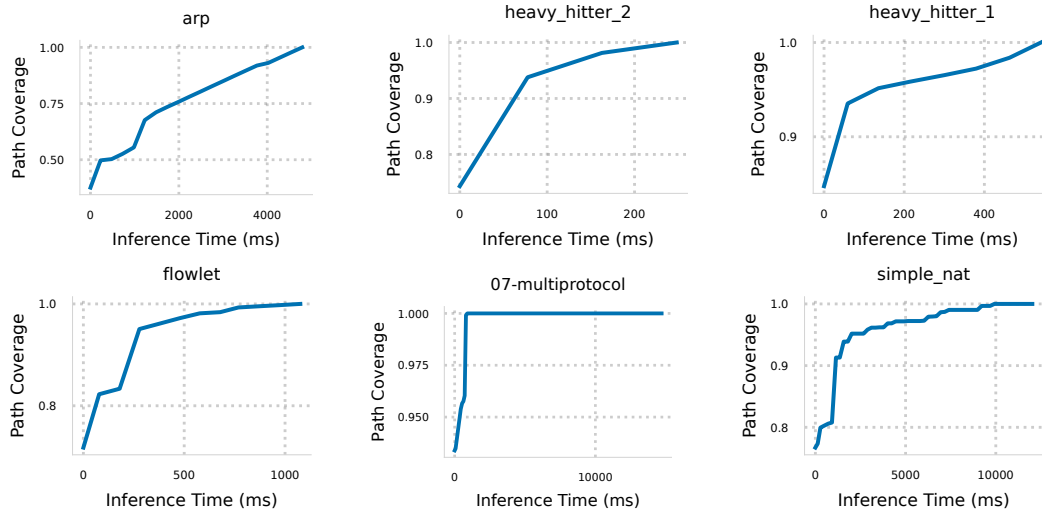 arp
1.00
0.75
0.50
Path Coverage
0
2000
4000
Inference Time (ms)
heavy_hitter_2
1.0
0.9
0.8
Path Coverage
0
100
200
Inference Time (ms)
heavy_hitter_1
1.0
0.9
Path Coverage
0
200
400
Inference Time (ms)
flowlet
1.0
0.8
Path Coverage
0
500
1000
Inference Time (ms)
07-multiprotocol
1.000
0.975
0.950
Path Coverage
0
10000
Inference Time (ms)
simple_nat
1.0
0.9
0.8
Path Coverage
0
5000
10000
Inference Time (ms)